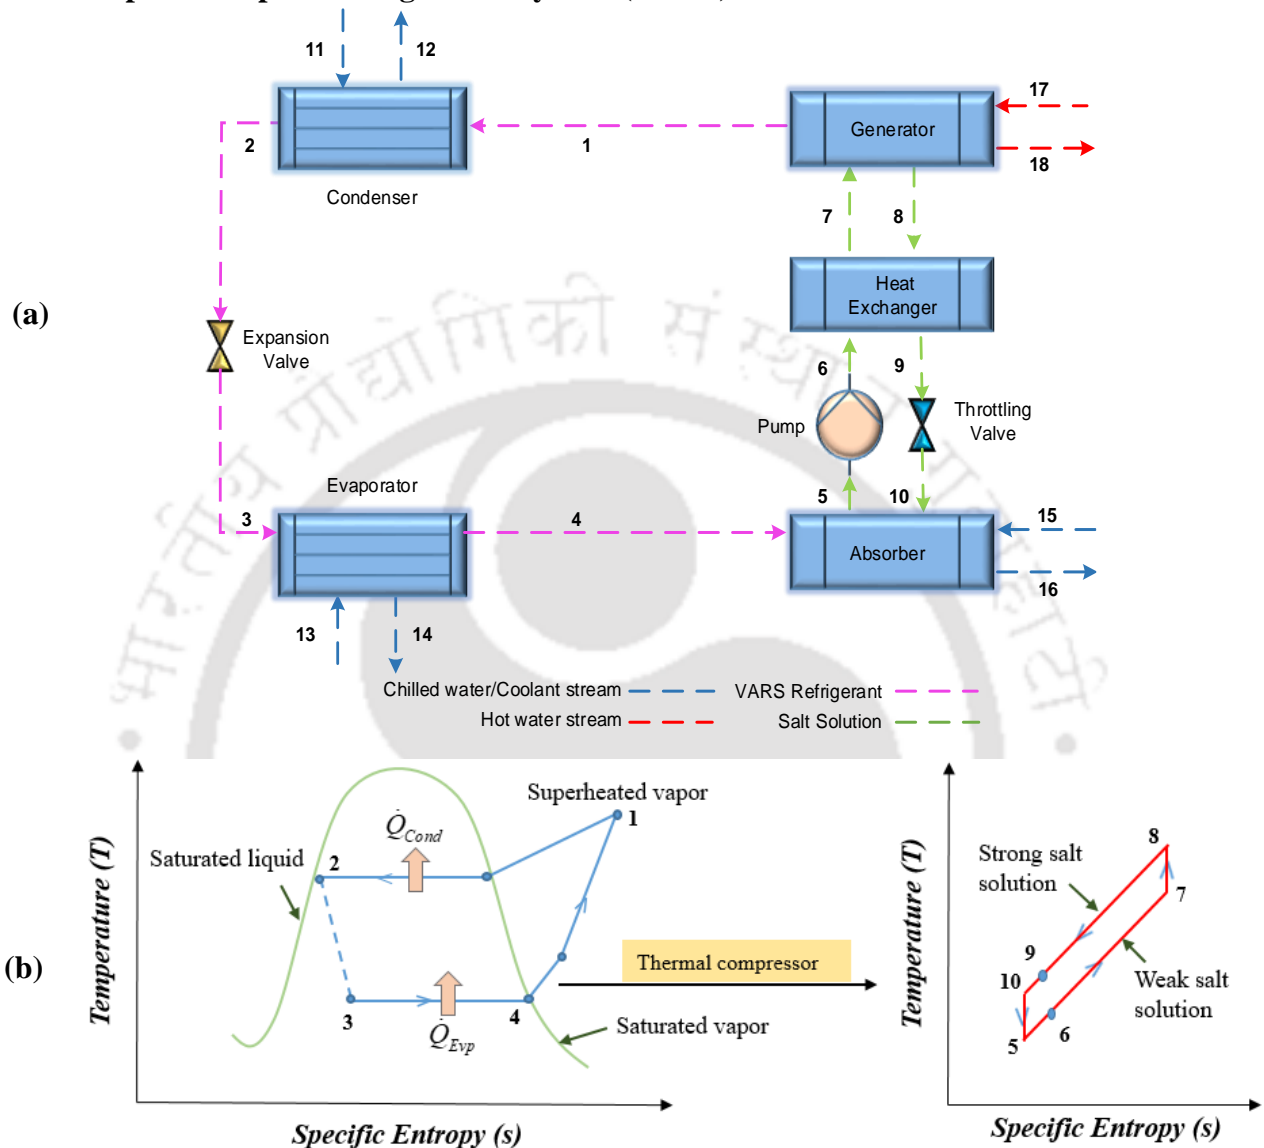 11
12
17
Generator
1
2
18
Condenser
7
8
Heat
Exchanger
(a)
भारतीय प्रौद्योगिकी संस्थान गुवाहाटी
Expansion
Valve
6
9
Pump
Throttling
Valve
Evaporator
5
10
3
4
15
Absorber
16
13
14
Chilled water/Coolant stream
VARS Refrigerant
Hot water stream
Salt Solution
(b)
Temperature (T)
Superheated vapor
1
Q̇Cond
Saturated liquid
2
Thermal compressor
3
4
Q̇Evp
Saturated vapor
Specific Entropy (s)
Temperature (T)
8
Strong salt
solution
7
9
10
Weak salt
solution
5
6
Specific Entropy (s)